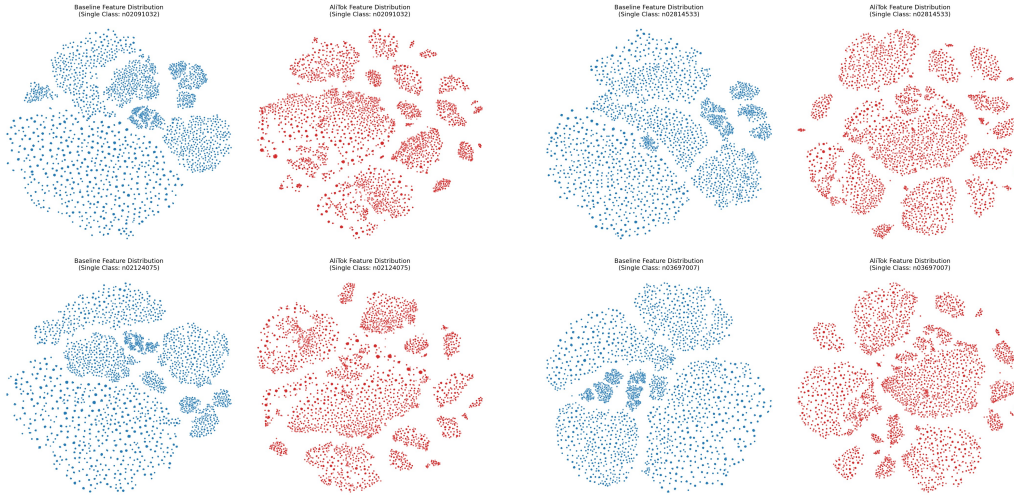 Baseline Feature Distribution
(Single Class: n02091032)
AliTok Feature Distribution
(Single Class: n02091032)
Baseline Feature Distribution
(Single Class: n02814533)
AliTok Feature Distribution
(Single Class: n02814533)
Baseline Feature Distribution
(Single Class: n02124075)
AliTok Feature Distribution
(Single Class: n02124075)
Baseline Feature Distribution
(Single Class: n03697007)
AliTok Feature Distribution
(Single Class: n03697007)